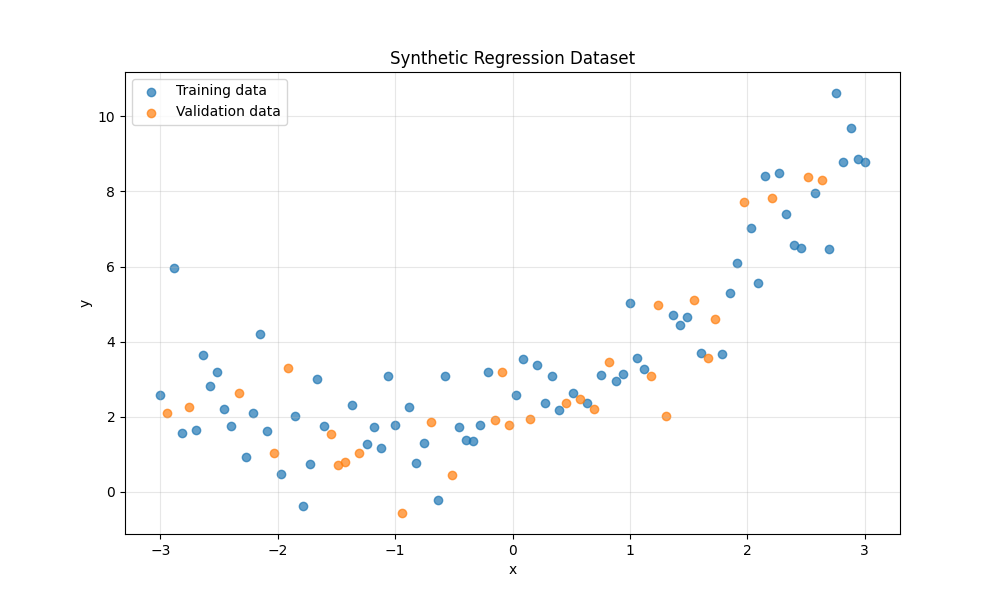 Synthetic Regression Dataset
Training data
Validation data
y
10
8
6
4
2
0
−3 −2 −1 0 1 2 3
x